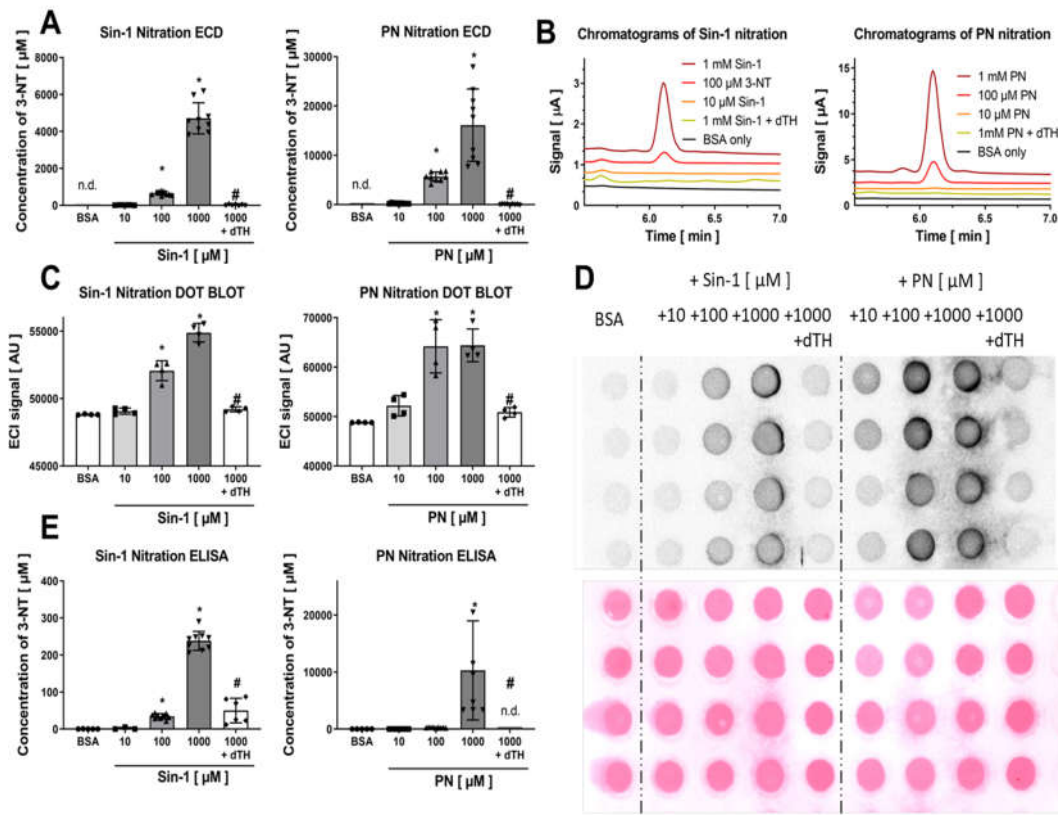 A
Sin-1 Nitration ECD
Concentration of 3-NT [ µM ]
8000
6000
4000
2000
0
n.d.
*
*
#
BSA
10
100
1000
1000
+ dTH
Sin-1 [ µM ]
PN Nitration ECD
Concentration of 3-NT [ µM ]
30000
20000
10000
0
n.d.
*
*
#
BSA
10
100
1000
1000
+ dTH
PN [ µM ]
B
Chromatograms of Sin-1 nitration
Signal [ µA ]
3
2
1
0
1 mM Sin-1
100 µM 3-NT
10 µM Sin-1
1 mM Sin-1 + dTH
BSA only
6.0
6.5
7.0
Time [ min ]
Chromatograms of PN nitration
Signal [ µA ]
15
10
5
0
1 mM PN
100 µM PN
10 µM PN
1mM PN + dTH
BSA only
6.0
6.5
7.0
Time [ min ]
C
Sin-1 Nitration DOT BLOT
ECl signal [ AU ]
55000
50000
45000
*
*
#
BSA
10
100
1000
1000
+ dTH
Sin-1 [ µM ]
PN Nitration DOT BLOT
ECl signal [ AU ]
70000
60000
50000
40000
*
*
#
BSA
10
100
1000
1000
+ dTH
PN [ µM ]
D
+ Sin-1 [ µM ]
+ PN [ µM ]
BSA
+10 +100 +1000 +1000
+dTH
+10 +100 +1000 +1000
+dTH
E
Sin-1 Nitration ELISA
Concentration of 3-NT [ µM ]
400
300
200
100
0
*
*
#
BSA
10
100
1000
1000
+ dTH
Sin-1 [ µM ]
PN Nitration ELISA
Concentration of 3-NT [ µM ]
20000
10000
0
*
#
n.d.
BSA
10
100
1000
1000
+ dTH
PN [ µM ]